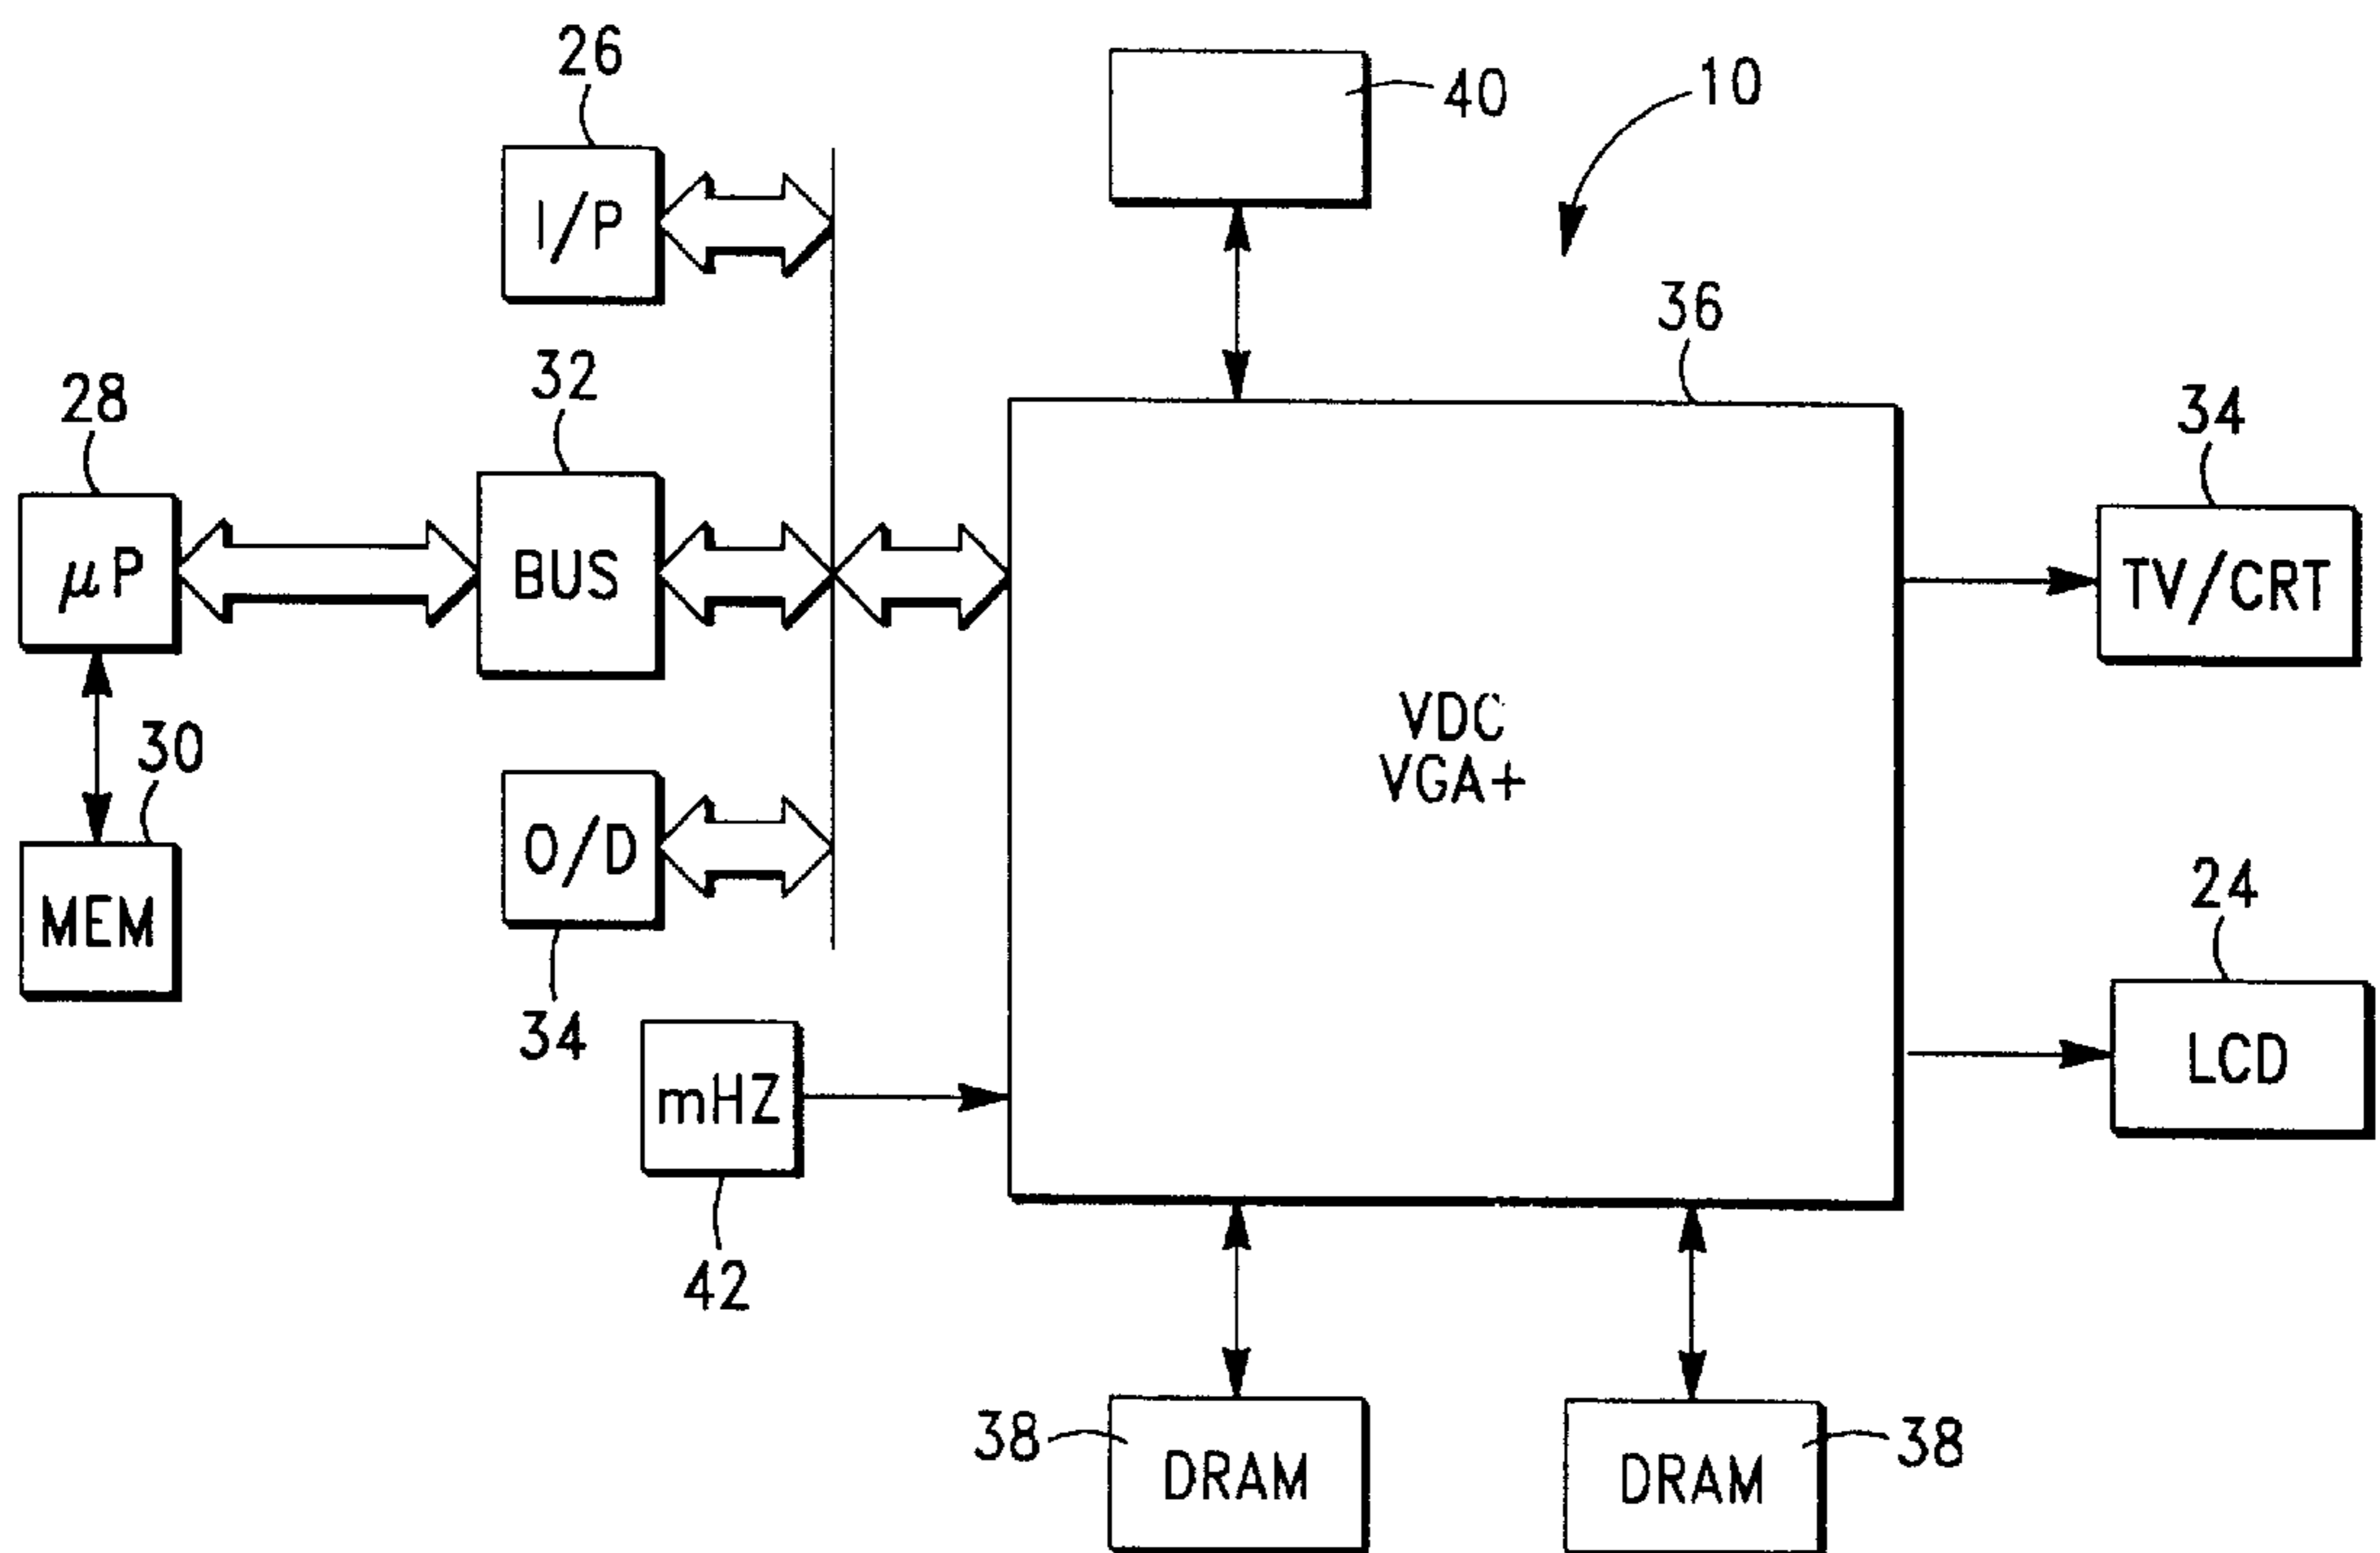 26
40
10
I/P
36
32
28
34
μP
BUS
TV/CRT
VDC
VGA+
30
O/D
24
MEM
34
mHZ
LCD
42
38
DRAM
DRAM
38